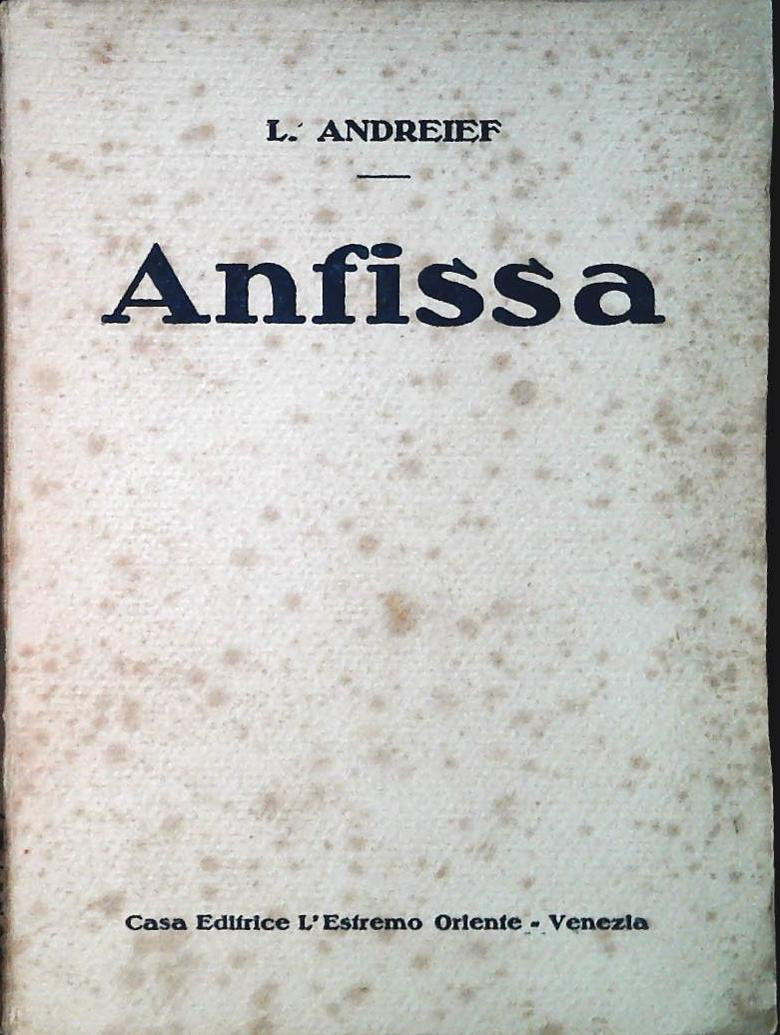 L. ANDREIEF
Anfissa
Casa Editrice L'Estremo Oriente - Venezia